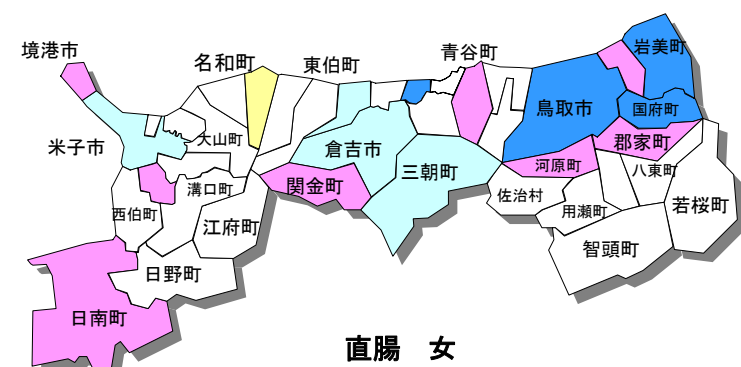 境港市
名和町
東伯町
青谷町
岩美町
鳥取市
国府町
米子市
大山町
倉吉市
郡家町
三朝町
河原町
八東町
関金町
溝口町
佐治村
若桜町
西伯町
用瀬町
江府町
智頭町
日野町
日南町
直腸　女